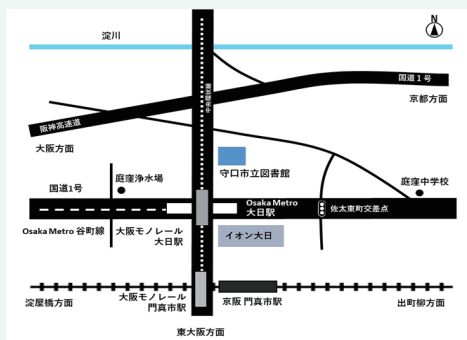 淀川
N
国道１号
中央環状線
京都方面
阪神高速道
大阪方面
守口市立図書館
庭窪浄水場
庭窪中学校
国道1号
Osaka Metro
大日駅
佐太東町交差点
Osaka Metro 谷町線
大阪モノレール
大日駅
イオン大日
大阪モノレール
門真市駅
京阪 門真市駅
淀屋橋方面
出町柳方面
東大阪方面